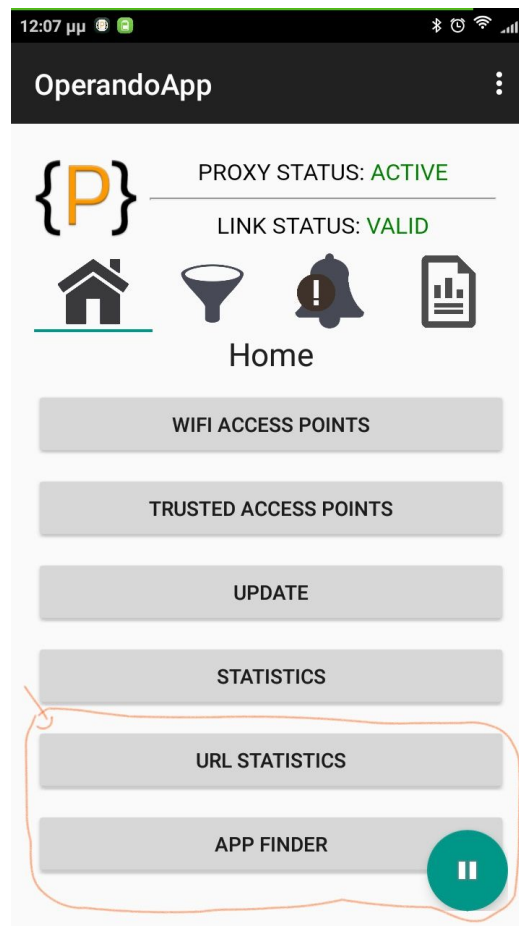 12:07 μμ
OperandoApp
{P}
PROXY STATUS: ACTIVE
LINK STATUS: VALID
!
Home
WIFI ACCESS POINTS
TRUSTED ACCESS POINTS
UPDATE
STATISTICS
URL STATISTICS
APP FINDER